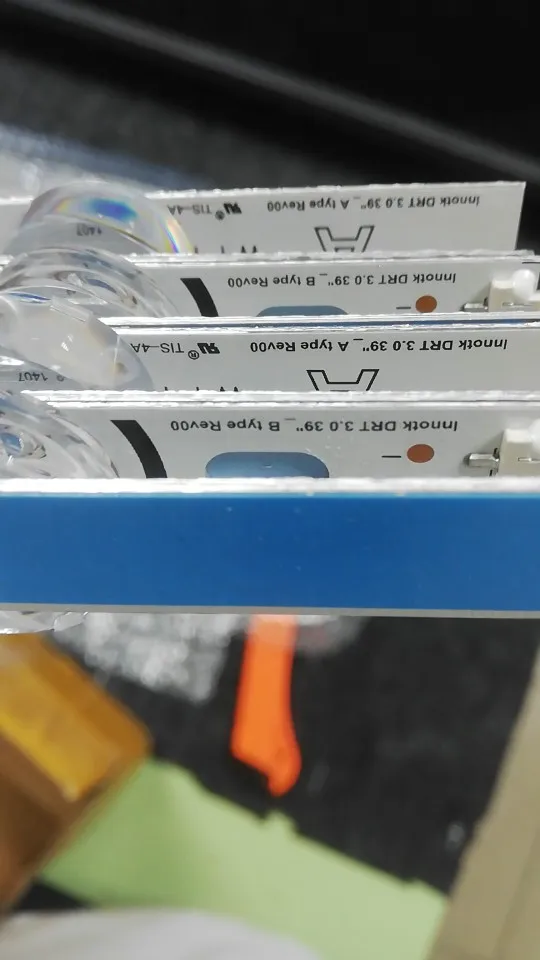 Innotk DRT 3.0 39"_ A type Rev00 TIS-4A
1407
Innotk DRT 3.0 39"_ B type Rev00
Innotk DRT 3.0 39"_ A type Rev00 TIS-4A
1407
A
Innotk DRT 3.0 39"_ B type Rev00